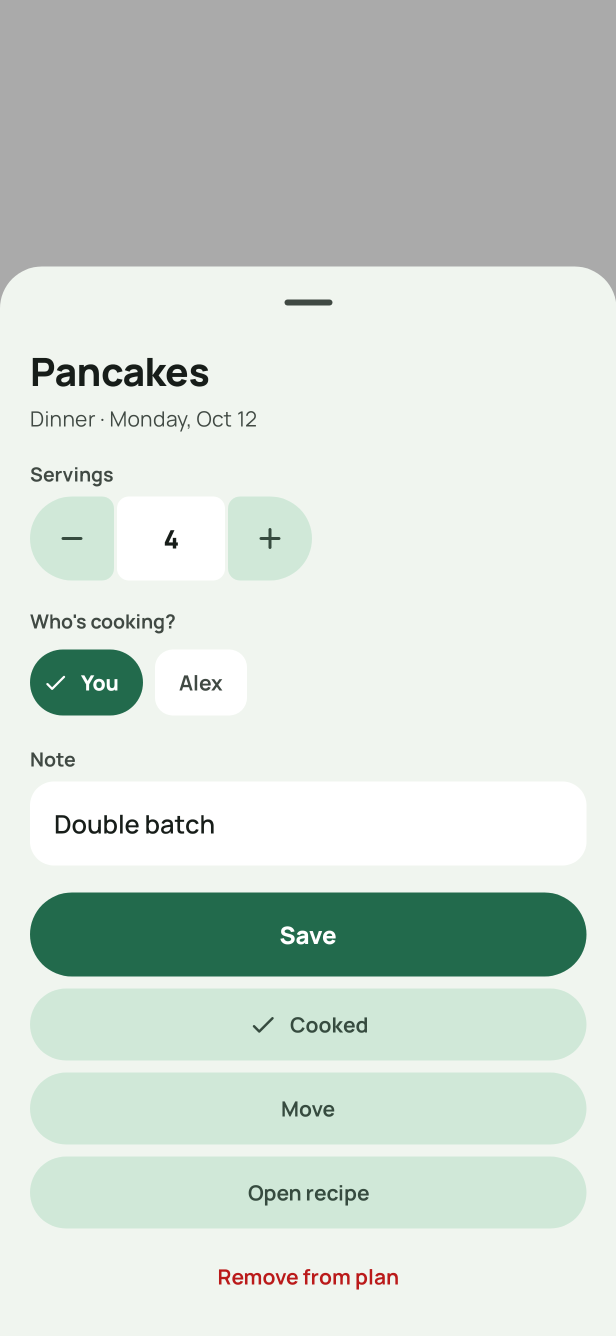 Pancakes
Dinner · Monday, Oct 12
Servings
− 4 +
Who's cooking?
You Alex
Note
Double batch
Save
Cooked
Move
Open recipe
Remove from plan